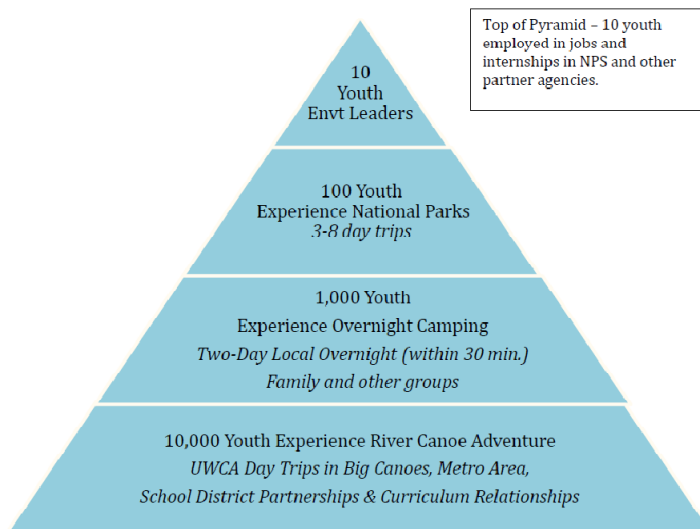 Top of Pyramid – 10 youth
employed in jobs and
internships in NPS and other
partner agencies.
10
Youth
Envt Leaders
100 Youth
Experience National Parks
3-8 day trips
1,000 Youth
Experience Overnight Camping
Two-Day Local Overnight (within 30 min.)
Family and other groups
10,000 Youth Experience River Canoe Adventure
UWCA Day Trips in Big Canoes, Metro Area,
School District Partnerships & Curriculum Relationships